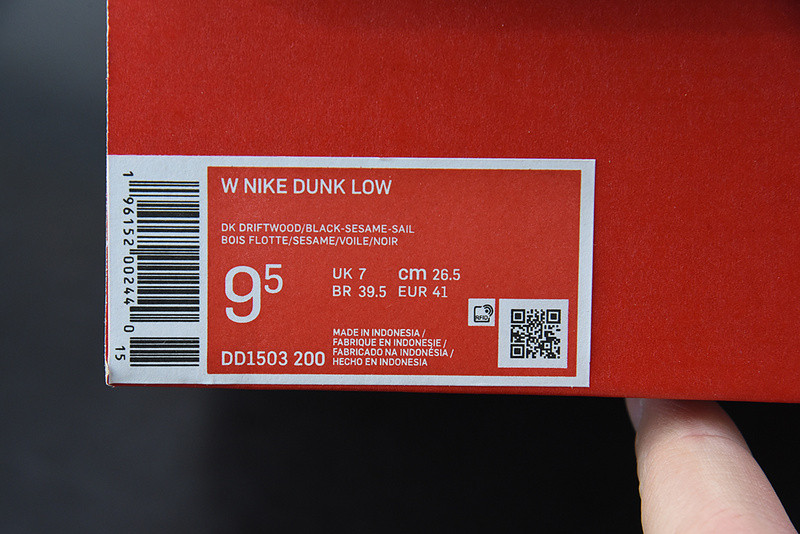 W NIKE DUNK LOW
DK DRIFTWOOD/BLACK-SESAME-SAIL
BOIS FLOTTE/SESAME/VOILE/NOIR
9 5
UK 7 cm 26.5
BR 39.5 EUR 41
RFID
MADE IN INDONESIA /
FABRIQUE EN INDONESIE /
FABRICADO NA INDONÉSIA /
HECHO EN INDONESIA
DD1503 200
1 96152 00244 0
15